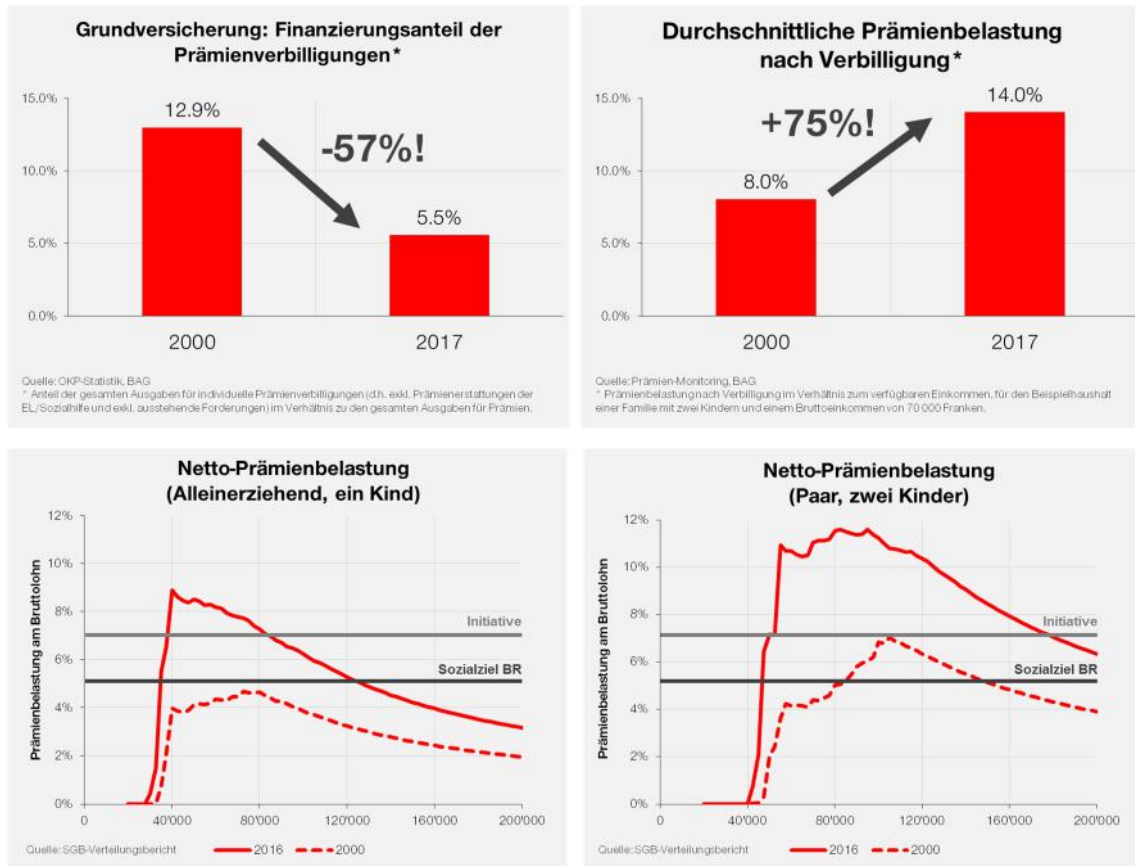 Grundversicherung: Finanzierungsanteil der
Prämienverbilligungen*
15.0%
12.9%
-57%!
10.0%
5.5%
5.0%
0.0%
2000
2017
Quelle: OKP-Statistik, BAG
* Anteil der gesamten Ausgaben für individuelle Prämienverbilligungen (d.h. exkl. Prämienerstattungen der
EL/Sozialhilfe und exkl. ausstehende Forderungen) im Verhältnis zu den gesamten Ausgaben für Prämien.
Durchschnittliche Prämienbelastung
nach Verbilligung*
15.0%
14.0%
+75%!
10.0%
8.0%
5.0%
0.0%
2000
2017
Quelle: Prämien-Monitoring, BAG
* Prämienbelastung nach Verbilligung im Verhältnis zum verfügbaren Einkommen, für den Beispielhaushalt
einer Familie mit zwei Kindern und einem Bruttoeinkommen von 70 000 Franken.
Netto-Prämienbelastung
(Alleinerziehend, ein Kind)
Prämienbelastung am Bruttolohn
12%
10%
8%
Initiative
6%
Sozialziel BR
4%
2%
0%
0
40'000
80'000
120'000
160'000
200'000
Quelle: SGB-Verteilungsbericht
2016
2000
Netto-Prämienbelastung
(Paar, zwei Kinder)
Prämienbelastung am Bruttolohn
12%
10%
8%
Initiative
6%
Sozialziel BR
4%
2%
0%
0
40'000
80'000
120'000
160'000
200'000
Quelle: SGB-Verteilungsbericht
2016
2000